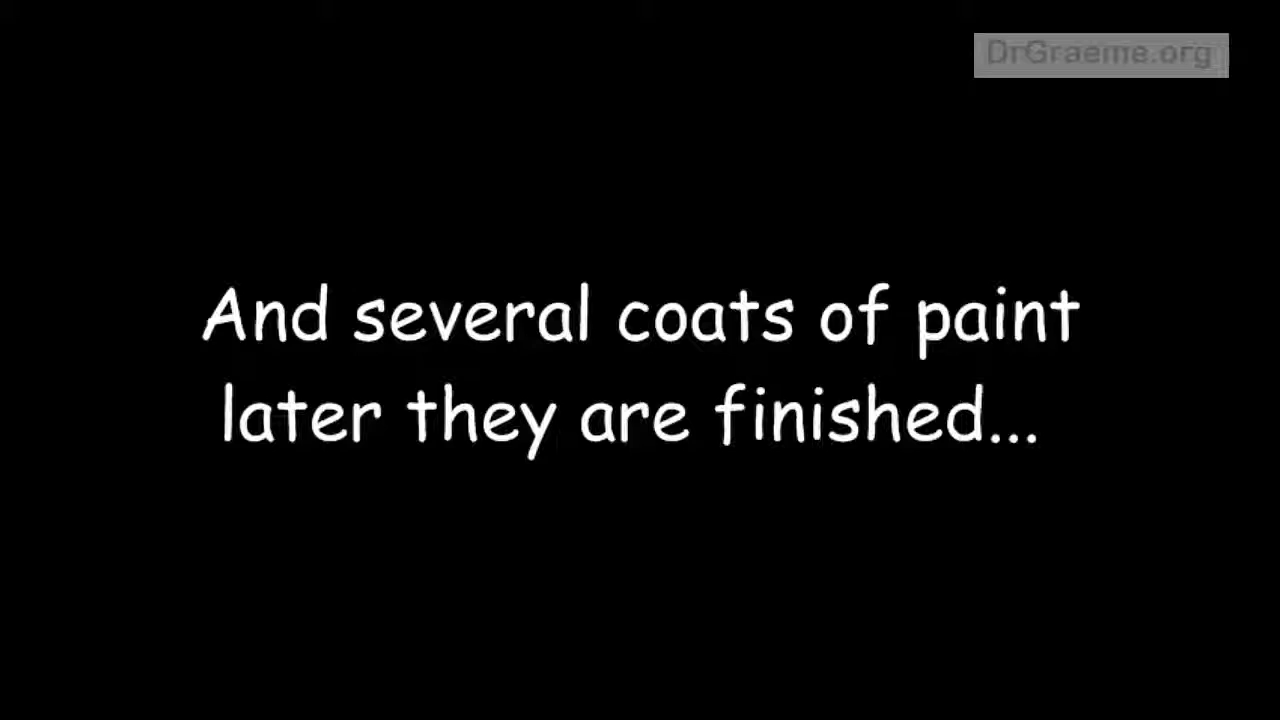 DrGraeme.org
And several coats of paint
later they are finished...